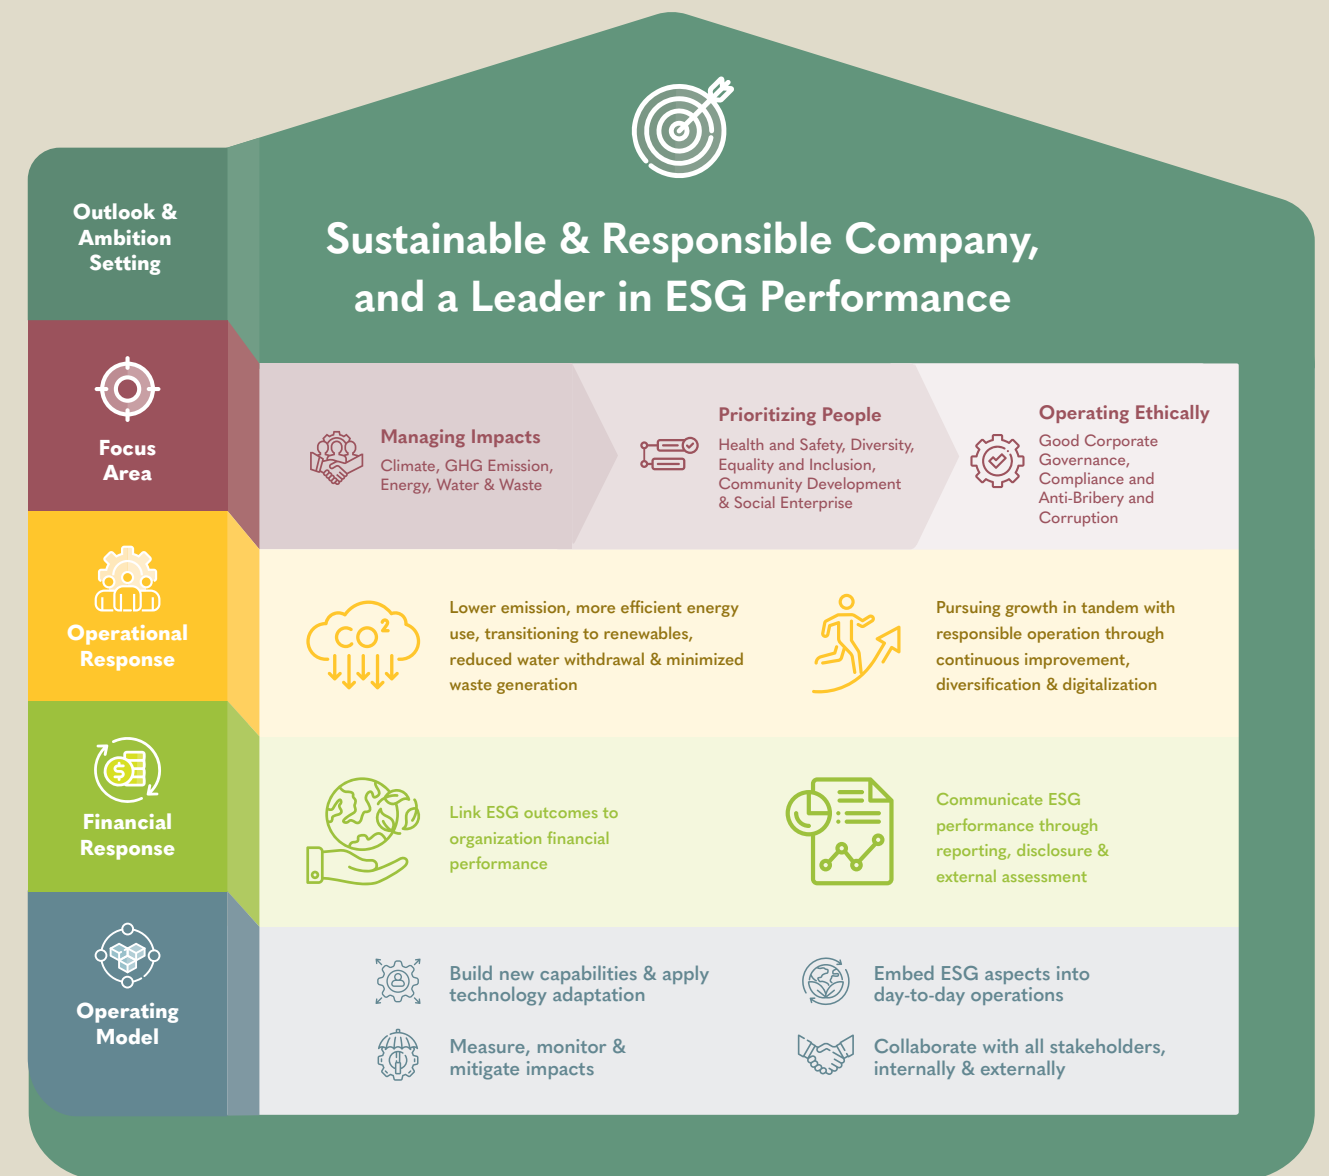 Outlook &
Ambition
Setting
Sustainable & Responsible Company,
and a Leader in ESG Performance
Focus
Area
Managing Impacts
Climate, GHG Emission,
Energy, Water & Waste
Prioritizing People
Health and Safety, Diversity,
Equality and Inclusion,
Community Development
& Social Enterprise
Operating Ethically
Good Corporate
Governance,
Compliance and
Anti-Bribery and
Corruption
Operational
Response
CO²
Lower emission, more efficient energy
use, transitioning to renewables,
reduced water withdrawal & minimized
waste generation
Pursuing growth in tandem with
responsible operation through
continuous improvement,
diversification & digitalization
$
Financial
Response
Link ESG outcomes to
organization financial
performance
Communicate ESG
performance through
reporting, disclosure &
external assessment
Operating
Model
Build new capabilities & apply
technology adaptation
Embed ESG aspects into
day-to-day operations
Measure, monitor &
mitigate impacts
Collaborate with all stakeholders,
internally & externally